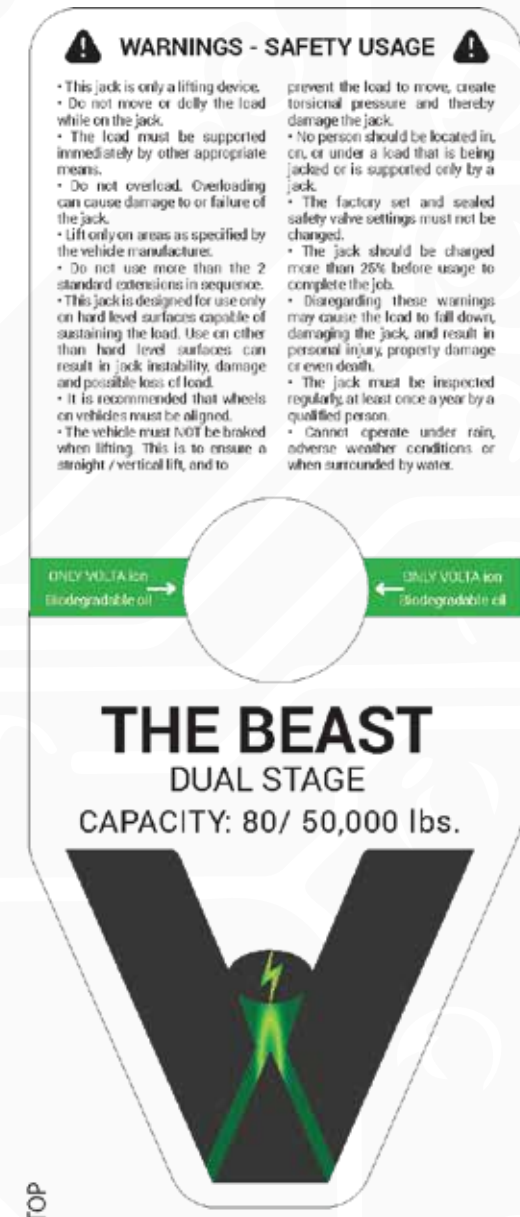 WARNINGS - SAFETY USAGE
• This jack is only a lifting device.
• Do not move or dolly the load
while on the jack.
• The load must be supported
immediately by other appropriate
means.
• Do not overload. Overloading
can cause damage to or failure of
the jack.
• Lift only on areas as specified by
the vehicle manufacturer.
• Do not use more than the 2
standard extensions in sequence.
• This jack is designed for use only
on hard level surfaces capable of
sustaining the load. Use on other
than hard level surfaces can
result in jack instability, damage
and possible loss of load.
• It is recommended that wheels
on vehicles must be aligned.
• The vehicle must NOT be braked
when lifting. This is to ensure a
straight / vertical lift, and to
prevent the load to move, create
torsional pressure and thereby
damage the jack.
• No person should be located in,
on, or under a load that is being
jacked or is supported only by a
jack.
• The factory set and sealed
safety valve settings must not be
changed.
• The jack should be charged
more than 25% before usage to
complete the job.
• Disregarding these warnings
may cause the load to fall down,
damaging the jack, and result in
personal injury, property damage
or even death.
• The jack must be inspected
regularly, at least once a year by a
qualified person.
• Cannot operate under rain,
adverse weather conditions or
when surrounded by water.
ONLY VOLTA ion
Biodegradable oil
ONLY VOLTA ion
Biodegradable oil
THE BEAST
DUAL STAGE
CAPACITY: 80/ 50,000 lbs.
TOP